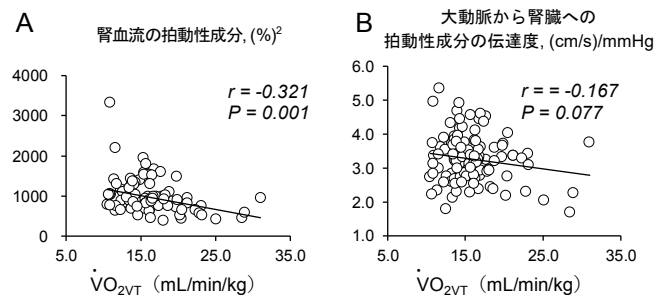 A
腎血流の拍動性成分, (%)²
r = -0.321
P = 0.001
4000
3000
2000
1000
0
5.0 15.0 25.0 35.0
V̇O₂VT（mL/min/kg）
B
大動脈から腎臓への
拍動性成分の伝達度, (cm/s)/mmHg
r = = -0.167
P = 0.077
6.0
5.0
4.0
3.0
2.0
1.0
5.0 15.0 25.0 35.0
V̇O₂VT（mL/min/kg）